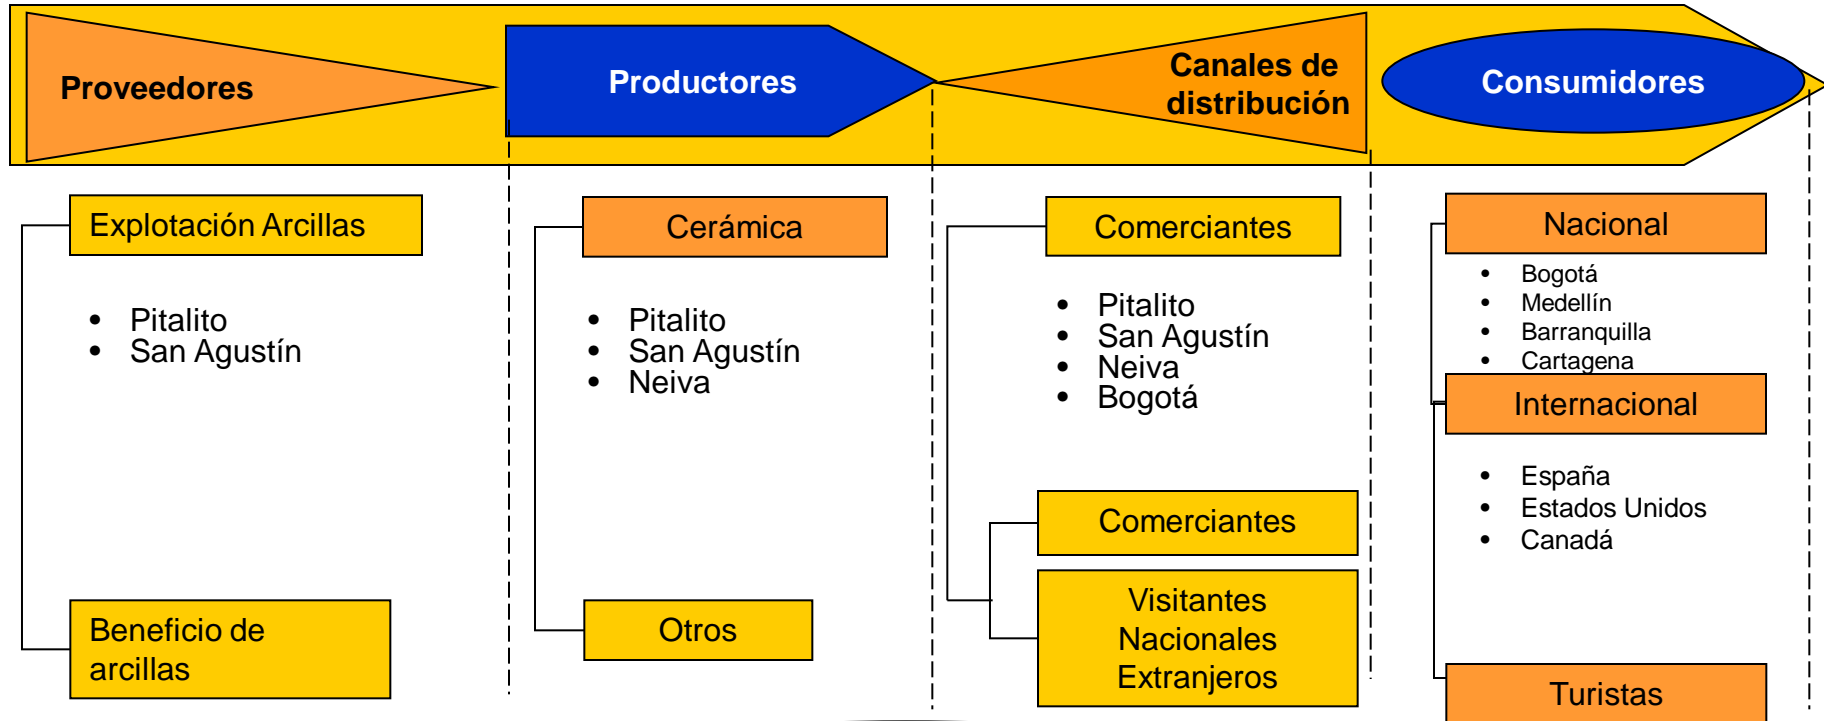 Proveedores
Productores
Canales de
distribución
Consumidores
Explotación Arcillas
• Pitalito
• San Agustín
Beneficio de
arcillas
Cerámica
• Pitalito
• San Agustín
• Neiva
Otros
Comerciantes
• Pitalito
• San Agustín
• Neiva
• Bogotá
Comerciantes
Visitantes
Nacionales
Extranjeros
Nacional
• Bogotá
• Medellín
• Barranquilla
• Cartagena
Internacional
• España
• Estados Unidos
• Canadá
Turistas